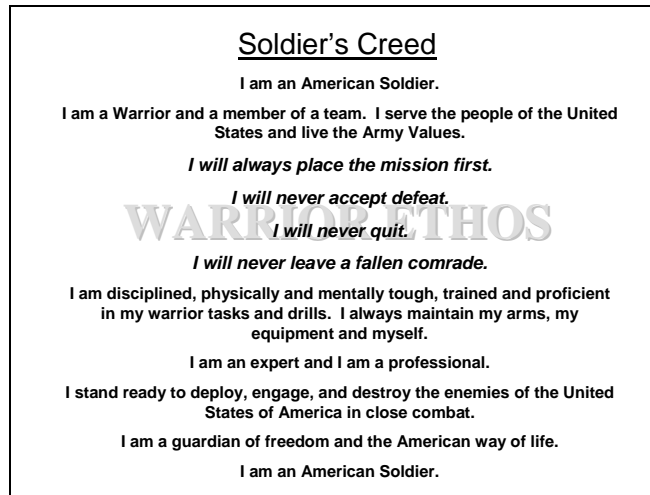 Soldier's Creed
I am an American Soldier.
I am a Warrior and a member of a team.  I serve the people of the United
States and live the Army Values.
I will always place the mission first.
I will never accept defeat.
WARRIOR ETHOS
I will never quit.
I will never leave a fallen comrade.
I am disciplined, physically and mentally tough, trained and proficient
in my warrior tasks and drills.  I always maintain my arms, my
equipment and myself.
I am an expert and I am a professional.
I stand ready to deploy, engage, and destroy the enemies of the United
States of America in close combat.
I am a guardian of freedom and the American way of life.
I am an American Soldier.